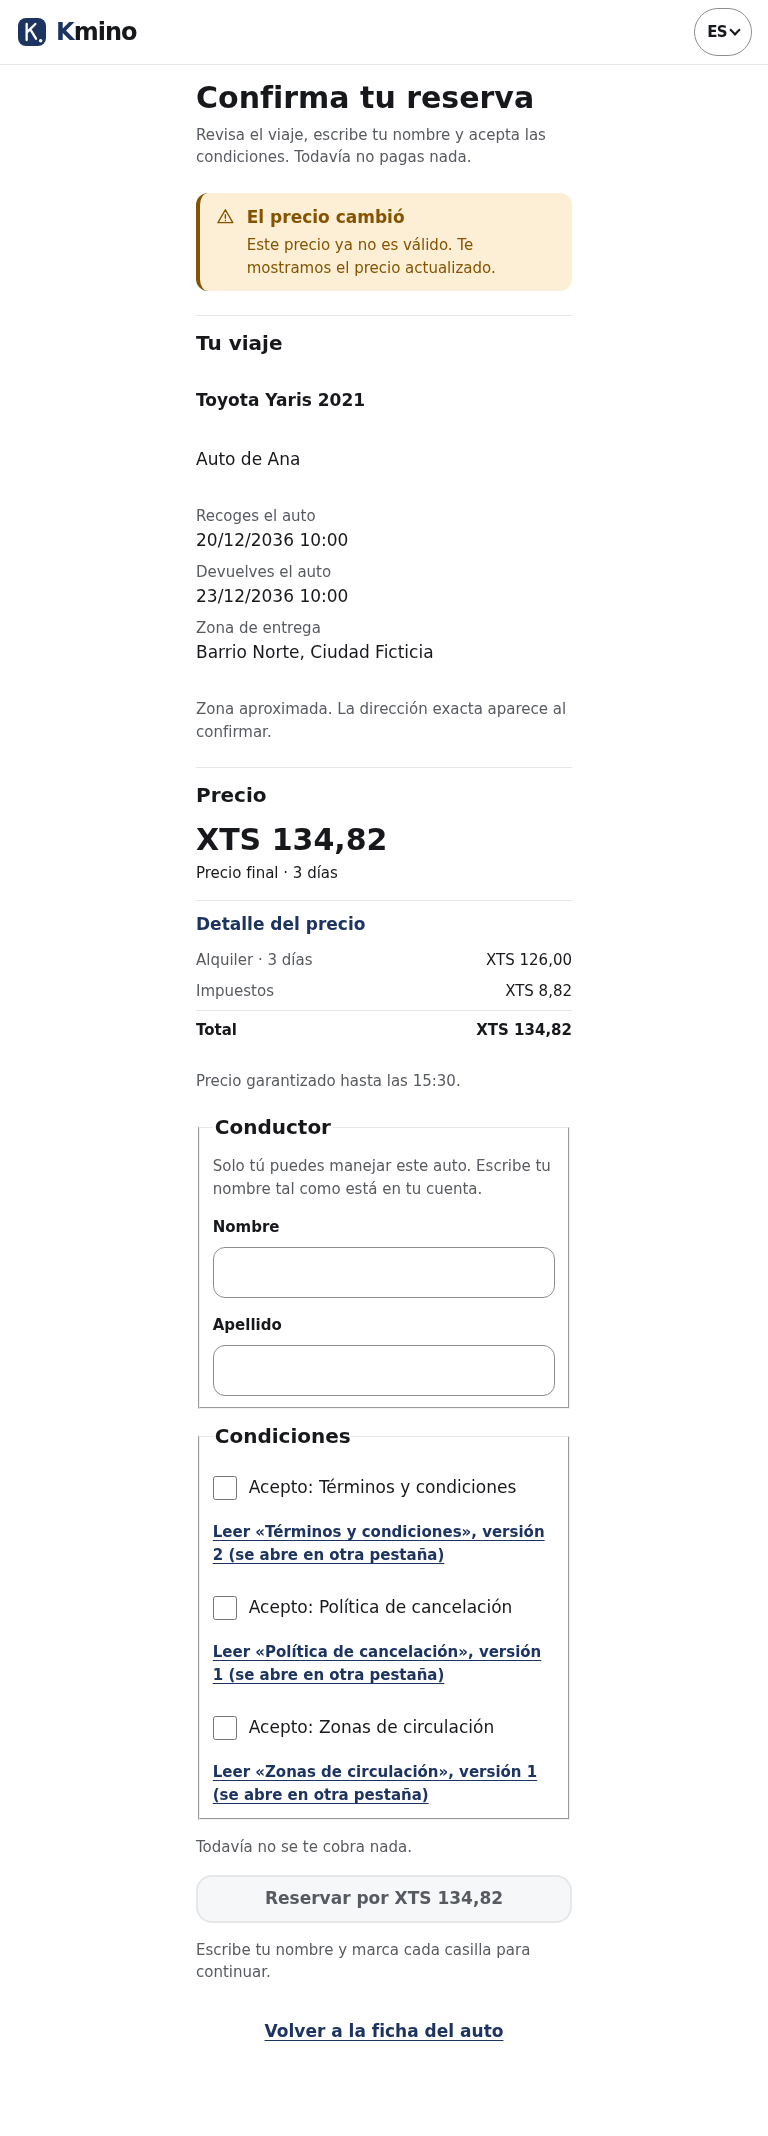 Kmino
ES
Confirma tu reserva
Revisa el viaje, escribe tu nombre y acepta las
condiciones. Todavía no pagas nada.
El precio cambió
Este precio ya no es válido. Te
mostramos el precio actualizado.
Tu viaje
Toyota Yaris 2021
Auto de Ana
Recoges el auto
20/12/2036 10:00
Devuelves el auto
23/12/2036 10:00
Zona de entrega
Barrio Norte, Ciudad Ficticia
Zona aproximada. La dirección exacta aparece al
confirmar.
Precio
XTS 134,82
Precio final · 3 días
Detalle del precio
Alquiler · 3 días XTS 126,00
Impuestos XTS 8,82
Total XTS 134,82
Precio garantizado hasta las 15:30.
Conductor
Solo tú puedes manejar este auto. Escribe tu
nombre tal como está en tu cuenta.
Nombre
Apellido
Condiciones
Acepto: Términos y condiciones
Leer «Términos y condiciones», versión
2 (se abre en otra pestaña)
Acepto: Política de cancelación
Leer «Política de cancelación», versión
1 (se abre en otra pestaña)
Acepto: Zonas de circulación
Leer «Zonas de circulación», versión 1
(se abre en otra pestaña)
Todavía no se te cobra nada.
Reservar por XTS 134,82
Escribe tu nombre y marca cada casilla para
continuar.
Volver a la ficha del auto